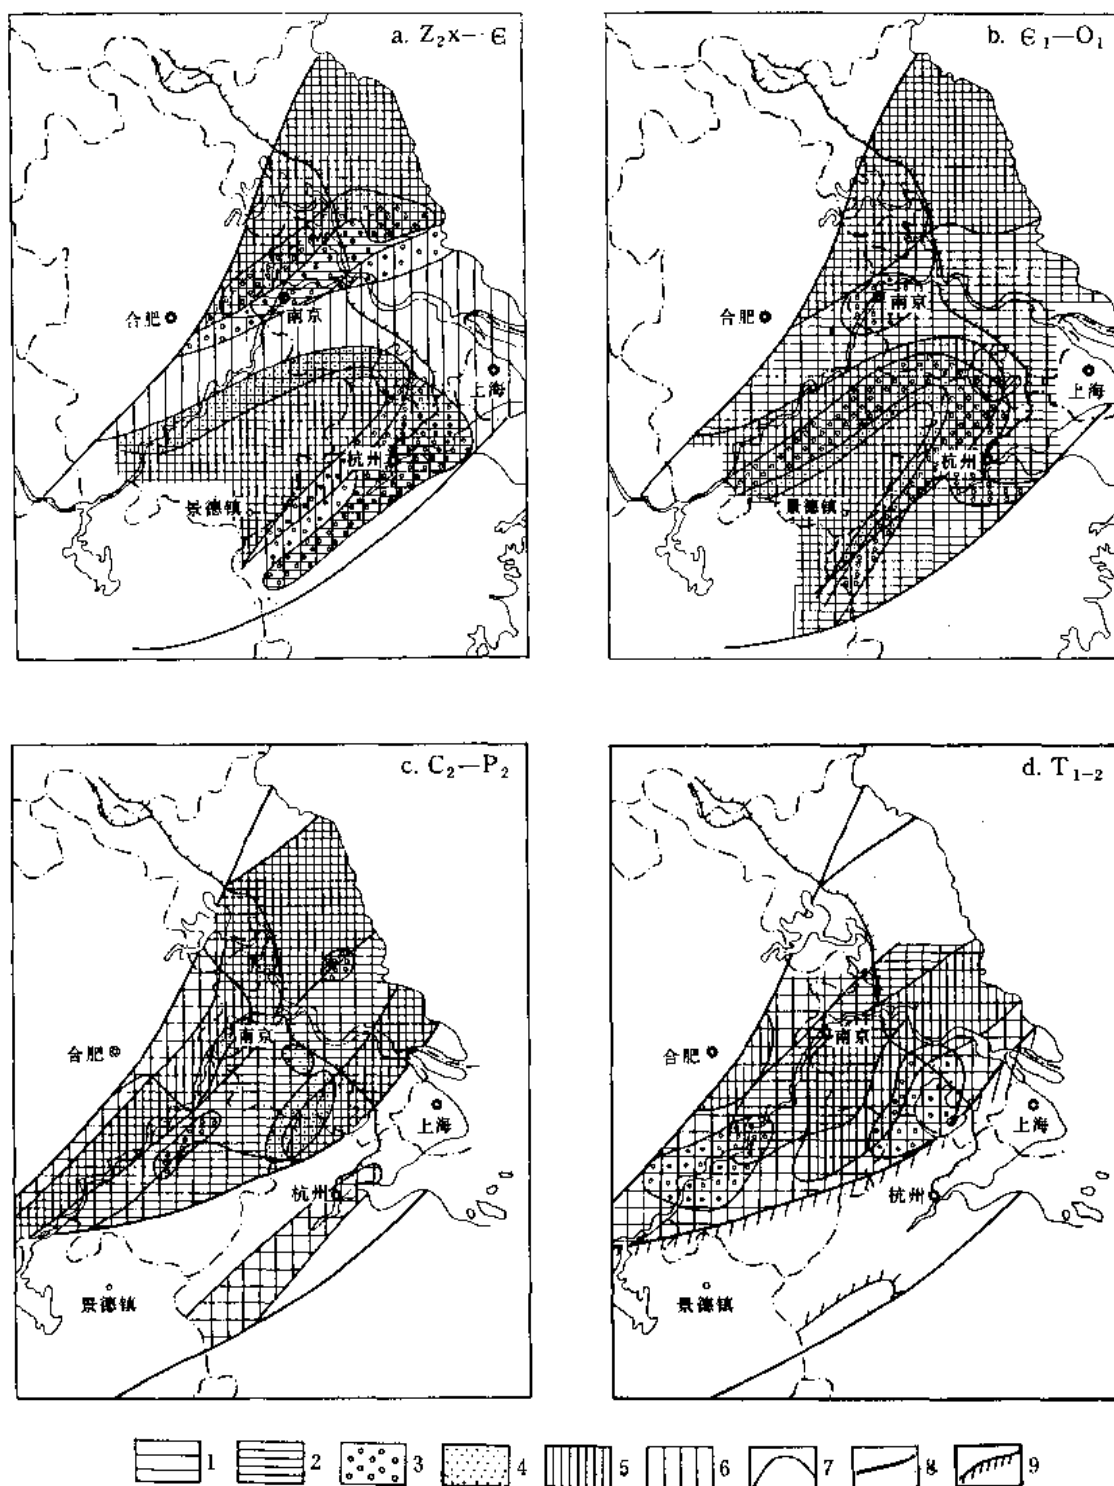 a. Z₂x—Є
合肥
南京
上海
杭州
景德镇
b. Є₁—O₁
合肥
南京
上海
杭州
景德镇
c. C₂—P₂
合肥
南京
上海
杭州
景德镇
d. T₁₋₂
合肥
南京
上海
杭州
景德镇
1 2 3 4 5 6 7 8 9